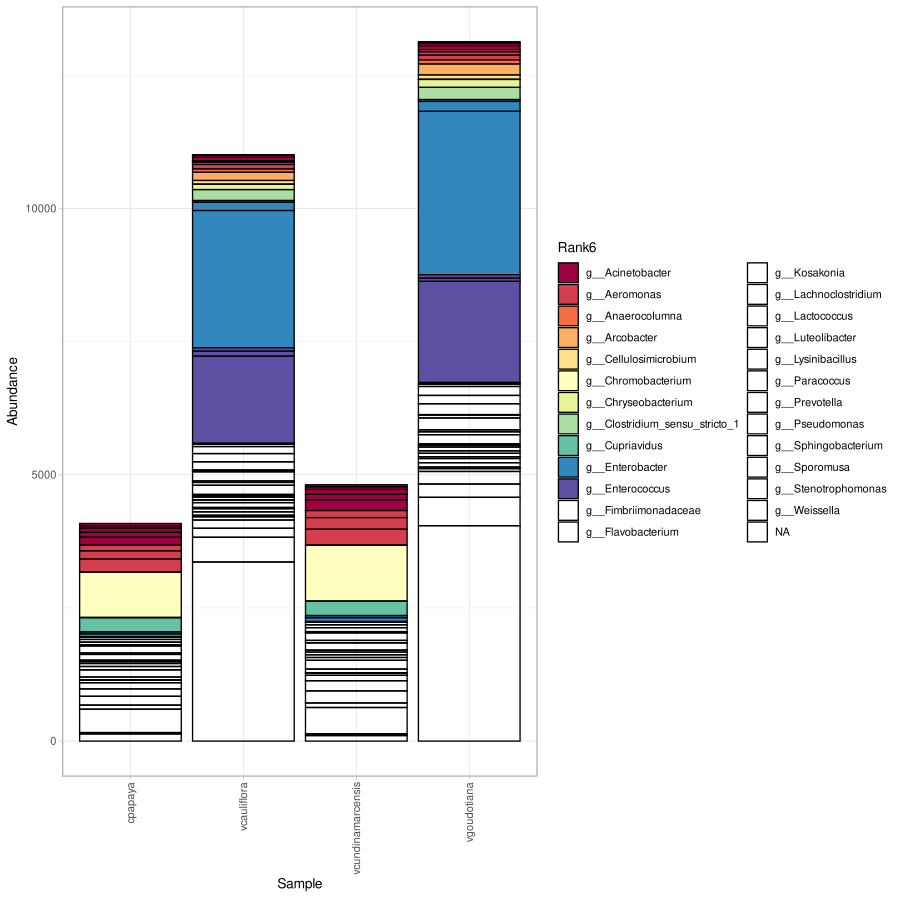 10000
5000
0
Abundance
cpapaya
vcauliflora
vcundinamarcensis
vgoudotiana
Sample
Rank6
g__Acinetobacter
g__Aeromonas
g__Anaerocolumna
g__Arcobacter
g__Cellulosimicrobium
g__Chromobacterium
g__Chryseobacterium
g__Clostridium_sensu_stricto_1
g__Cupriavidus
g__Enterobacter
g__Enterococcus
g__Fimbriimonadaceae
g__Flavobacterium
g__Kosakonia
g__Lachnoclostridium
g__Lactococcus
g__Luteolibacter
g__Lysinibacillus
g__Paracoccus
g__Prevotella
g__Pseudomonas
g__Sphingobacterium
g__Sporomusa
g__Stenotrophomonas
g__Weissella
NA